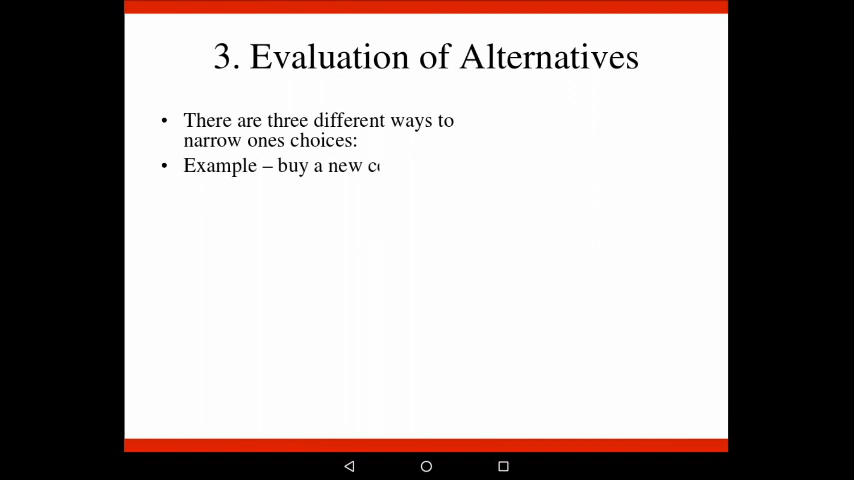 3. Evaluation of Alternatives
• There are three different ways to
narrow ones choices:
• Example – buy a new